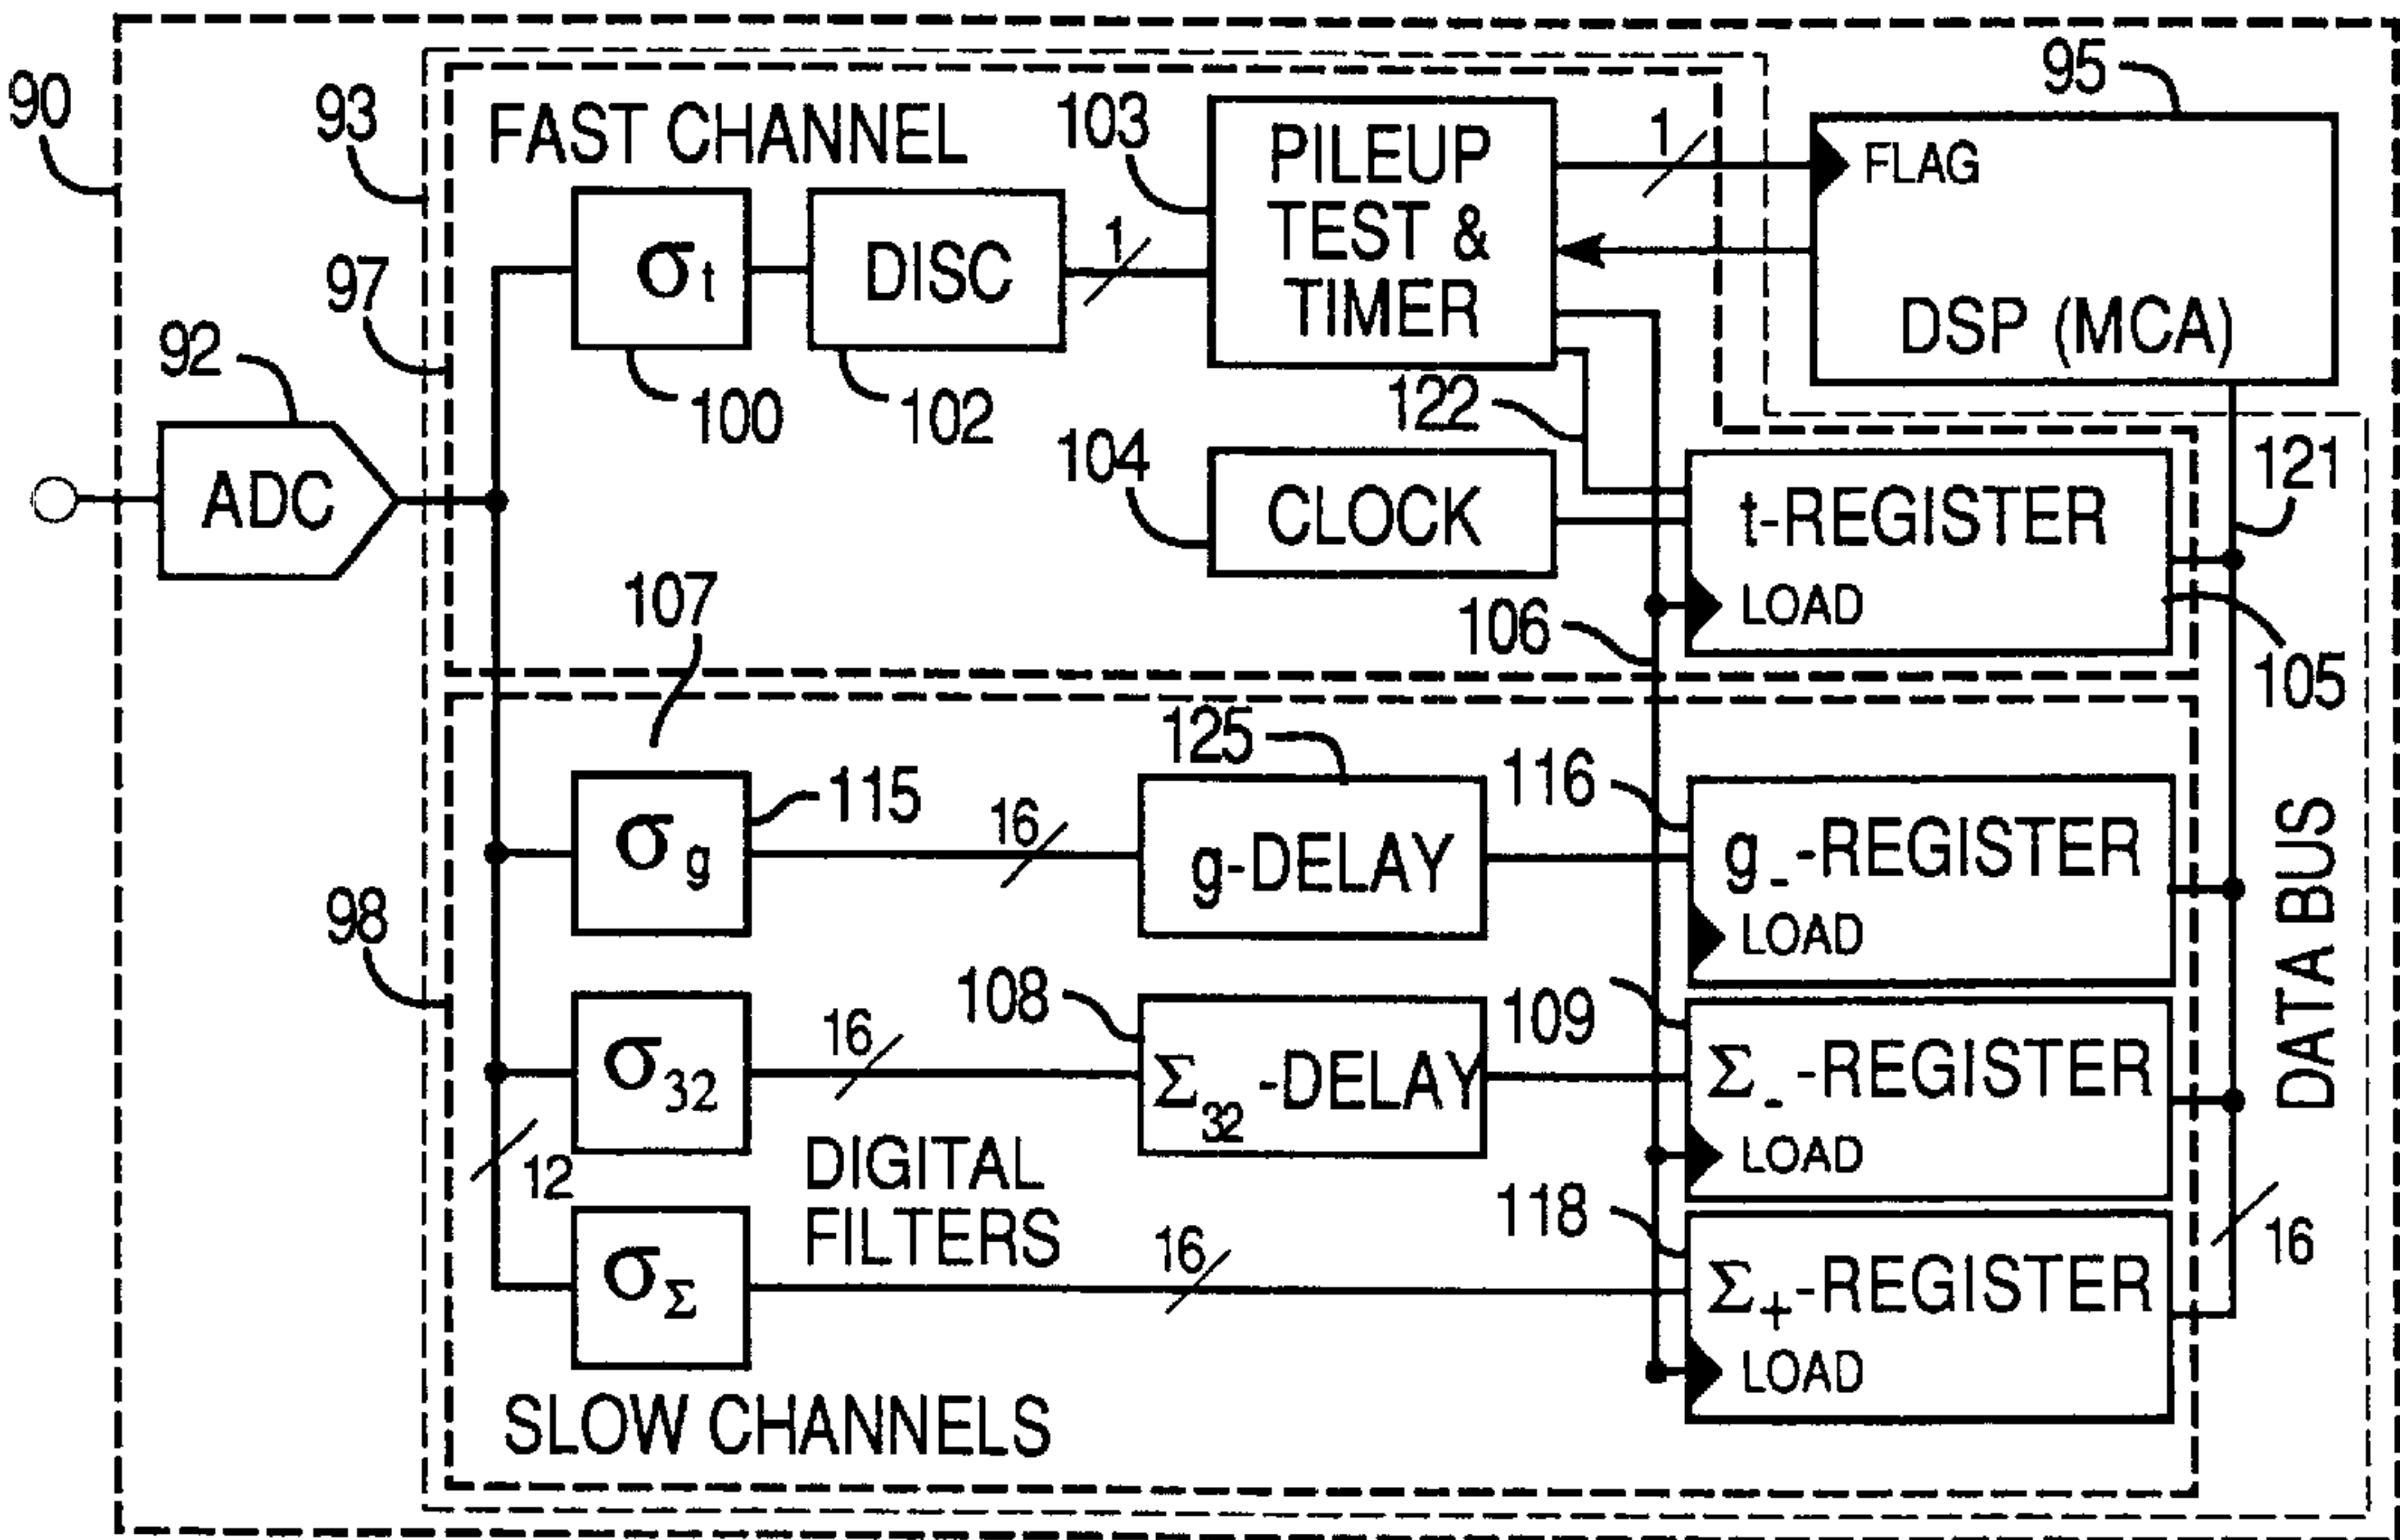 90
93
97
92
ADC
FAST CHANNEL
σt
100
DISC
102
1
103
PILEUP
TEST &
TIMER
1
95
FLAG
DSP (MCA)
122
104
CLOCK
121
t-REGISTER
LOAD
105
106
107
98
σg
115
16
125
g-DELAY
116
g- -REGISTER
LOAD
σ32
16
108
Σ32 -DELAY
109
Σ- -REGISTER
LOAD
12
DIGITAL
FILTERS
σΣ
16
118
Σ+-REGISTER
LOAD
16
DATA BUS
SLOW CHANNELS